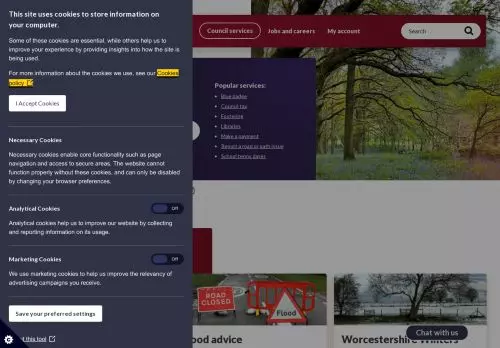 This site uses cookies to store information on
your computer.
Some of these cookies are essential, while others help us to
improve your experience by providing insights into how the site is
being used.
For more information about the cookies we use, see our Cookies
policy
I Accept Cookies
Necessary Cookies
Necessary cookies enable core functionality such as page
navigation and access to secure areas. The website cannot
function properly without these cookies, and can only be disabled
by changing your browser preferences.
Analytical Cookies
Off
Analytical cookies help us to improve our website by collecting
and reporting information on its usage.
Marketing Cookies
Off
We use marketing cookies to help us improve the relevancy of
advertising campaigns you receive.
Save your preferred settings
this tool
Council services
Jobs and careers
My account
Search
Popular services:
Blue badge
Council tax
Fostering
Libraries
Make a payment
Report a road or path issue
School terms dates
ROAD
CLOSED
Flood
ood advice
Worcestershire Winters
Chat with us